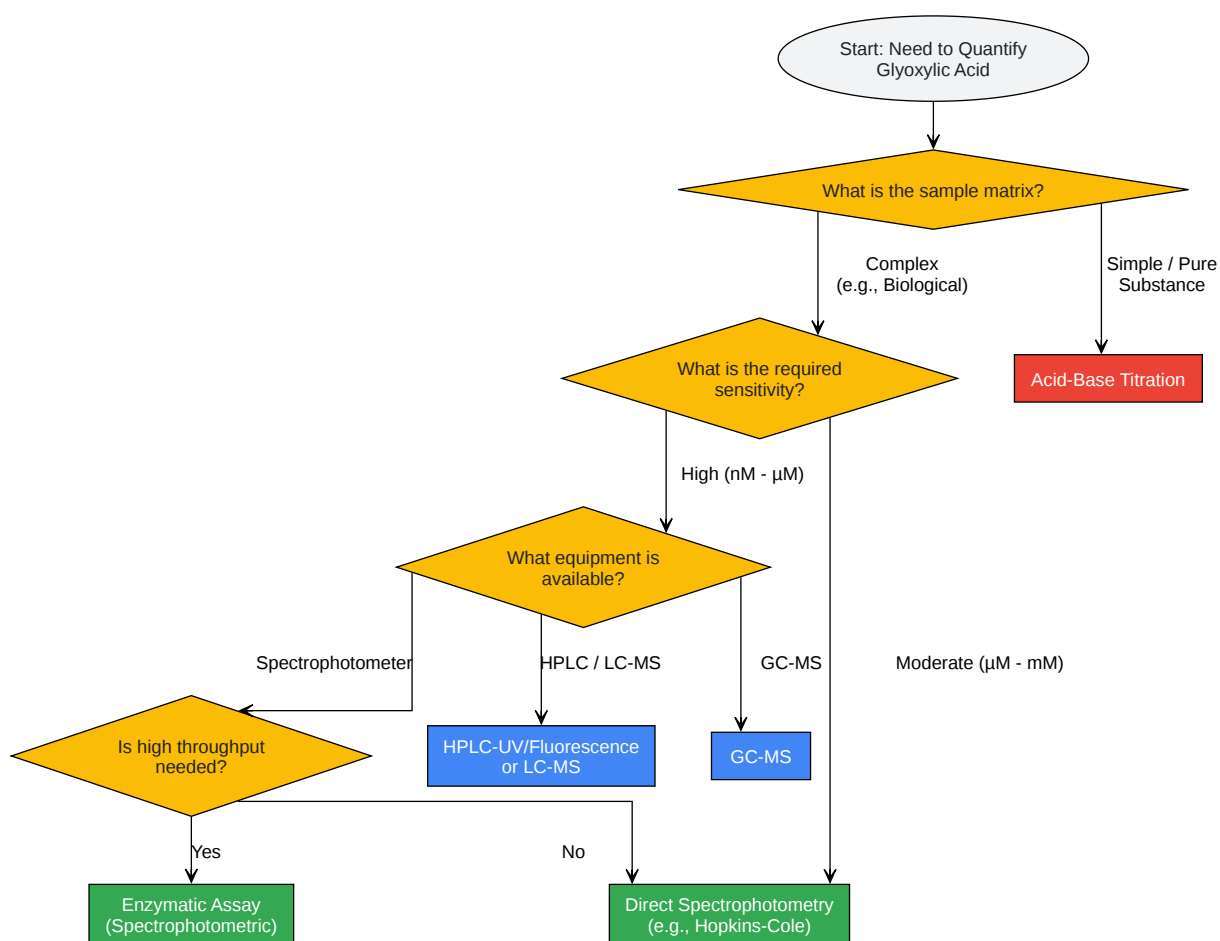 Start: Need to Quantify
Glyoxylic Acid
What is the sample matrix?
Complex
(e.g., Biological)
Simple / Pure
Substance
What is the required
sensitivity?
Acid-Base Titration
High (nM - µM)
What equipment is
available?
Spectrophotometer
HPLC / LC-MS
GC-MS
Moderate (µM - mM)
Is high throughput
needed?
HPLC-UV/Fluorescence
or LC-MS
GC-MS
Yes
No
Enzymatic Assay
(Spectrophotometric)
Direct Spectrophotometry
(e.g., Hopkins-Cole)